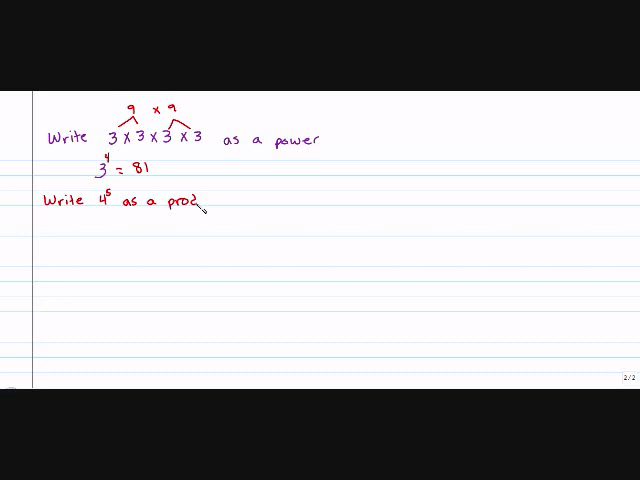 9 × 9
Write 3 × 3 × 3 × 3 as a power
3⁴ = 81
Write 4⁵ as a prod
2/2